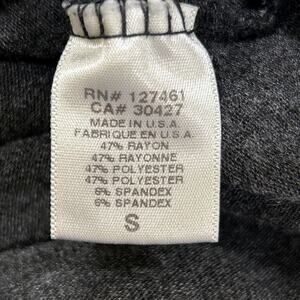 RN# 127461
CA# 30427
MADE IN U.S.A.
FABRIQUE EN U.S.A.
47% RAYON
47% RAYONNE
47% POLYESTER
47% POLYESTER
6% SPANDEX
6% SPANDEX
S